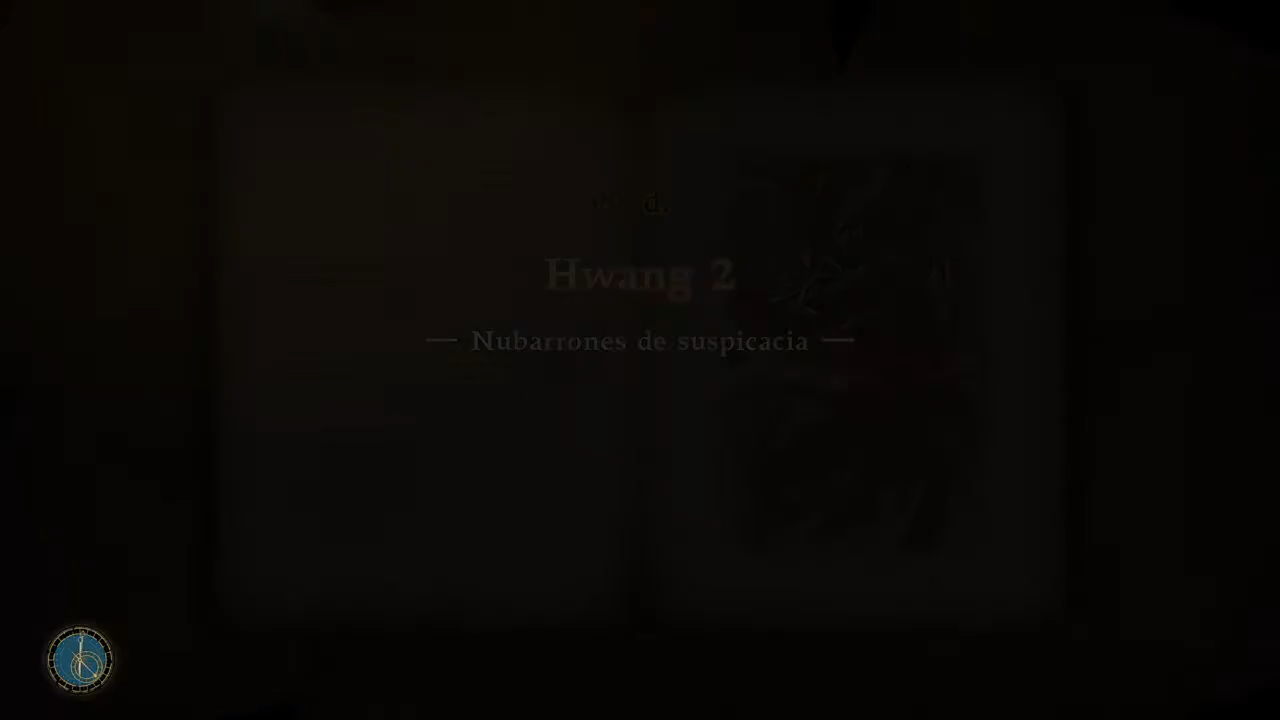 d.
Hwang 2
— Nubarrones de suspicacia —